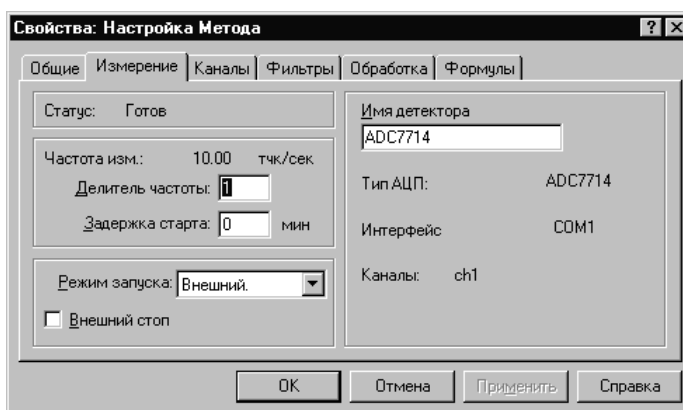 Свойства: Настройка Метода
Общие Измерение Каналы Фильтры Обработка Формулы
Статус: Готов
Частота изм.: 10.00 тчк/сек
Делитель частоты: 1
Задержка старта: 0 мин
Режим запуска: Внешний.
Внешний стоп
Имя детектора
ADC7714
Тип АЦП: ADC7714
Интерфейс COM1
Каналы: ch1
OK Отмена Применить Справка